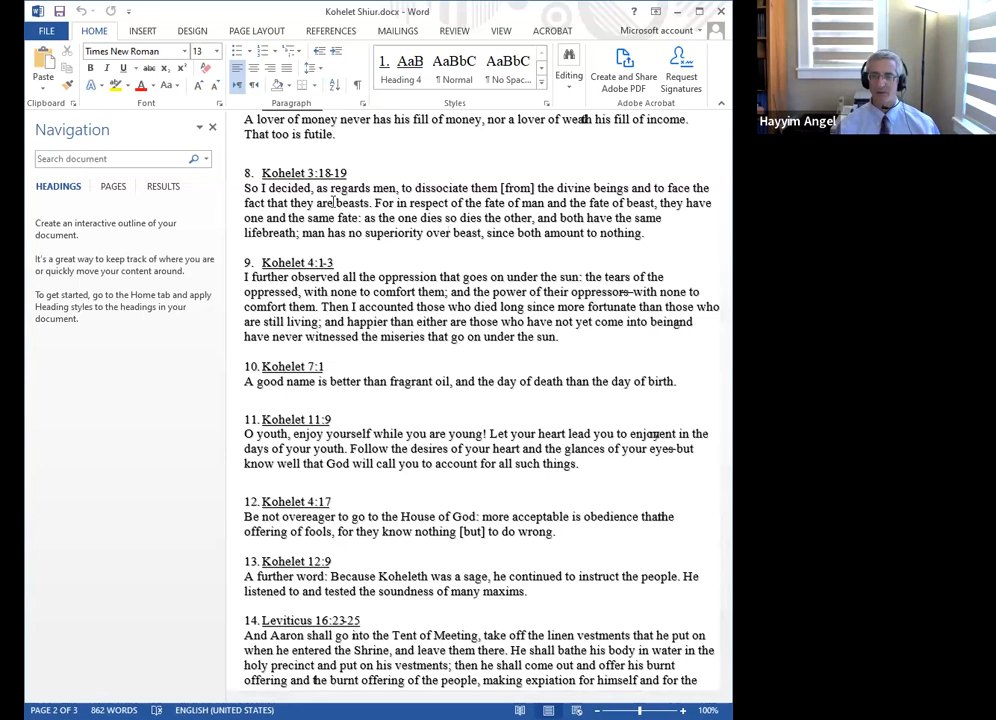 Kohelet Shiur.docx - Word
FILE HOME INSERT DESIGN PAGE LAYOUT REFERENCES MAILINGS REVIEW VIEW ACROBAT Microsoft account
Times New Roman 13
Paste
B I U abc x₂ x²
1. AaB AaBbC AaBbC
Heading 4 ¶ Normal ¶ No Spac...
Editing
Create and Share Adobe PDF
Request Signatures
Clipboard Font Paragraph Styles Adobe Acrobat
Navigation
Search document
HEADINGS PAGES RESULTS
Create an interactive outline of your
document.
It's a great way to keep track of where you are
or quickly move your content around.
To get started, go to the Home tab and apply
Heading styles to the headings in your
document.
A lover of money never has his fill of money, nor a lover of wealth his fill of income.
That too is futile.
8. Kohelet 3:18-19
So I decided, as regards men, to dissociate them [from] the divine beings and to face the
fact that they are beasts. For in respect of the fate of man and the fate of beast, they have
one and the same fate: as the one dies so dies the other, and both have the same
lifebreath; man has no superiority over beast, since both amount to nothing.
9. Kohelet 4:1-3
I further observed all the oppression that goes on under the sun: the tears of the
oppressed, with none to comfort them; and the power of their oppressors--with none to
comfort them. Then I accounted those who died long since more fortunate than those who
are still living; and happier than either are those who have not yet come into being and
have never witnessed the miseries that go on under the sun.
10. Kohelet 7:1
A good name is better than fragrant oil, and the day of death than the day of birth.
11. Kohelet 11:9
O youth, enjoy yourself while you are young! Let your heart lead you to enjoyment in the
days of your youth. Follow the desires of your heart and the glances of your eyes--but
know well that God will call you to account for all such things.
12. Kohelet 4:17
Be not overeager to go to the House of God: more acceptable is obedience than the
offering of fools, for they know nothing [but] to do wrong.
13. Kohelet 12:9
A further word: Because Koheleth was a sage, he continued to instruct the people. He
listened to and tested the soundness of many maxims.
14. Leviticus 16:23-25
And Aaron shall go into the Tent of Meeting, take off the linen vestments that he put on
when he entered the Shrine, and leave them there. He shall bathe his body in water in the
holy precinct and put on his vestments; then he shall come out and offer his burnt
offering and the burnt offering of the people, making expiation for himself and for the
PAGE 2 OF 3 862 WORDS ENGLISH (UNITED STATES) 100%
Hayyim Angel